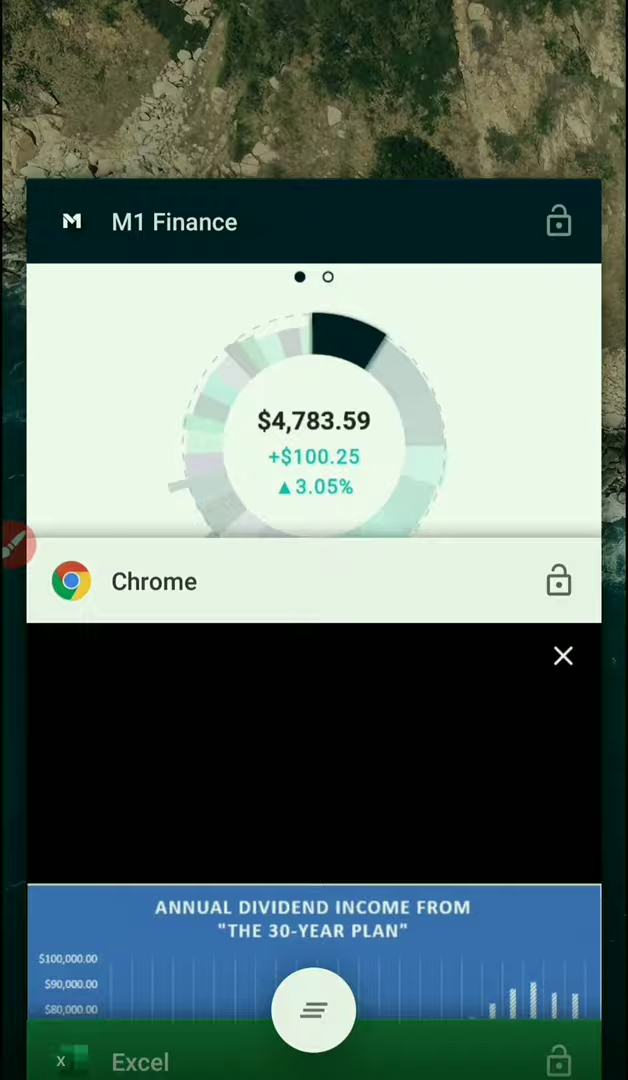 M1 Finance
$4,783.59
+$100.25
▲3.05%
Chrome
ANNUAL DIVIDEND INCOME FROM
"THE 30-YEAR PLAN"
$100,000.00
$90,000.00
$80,000.00
X Excel